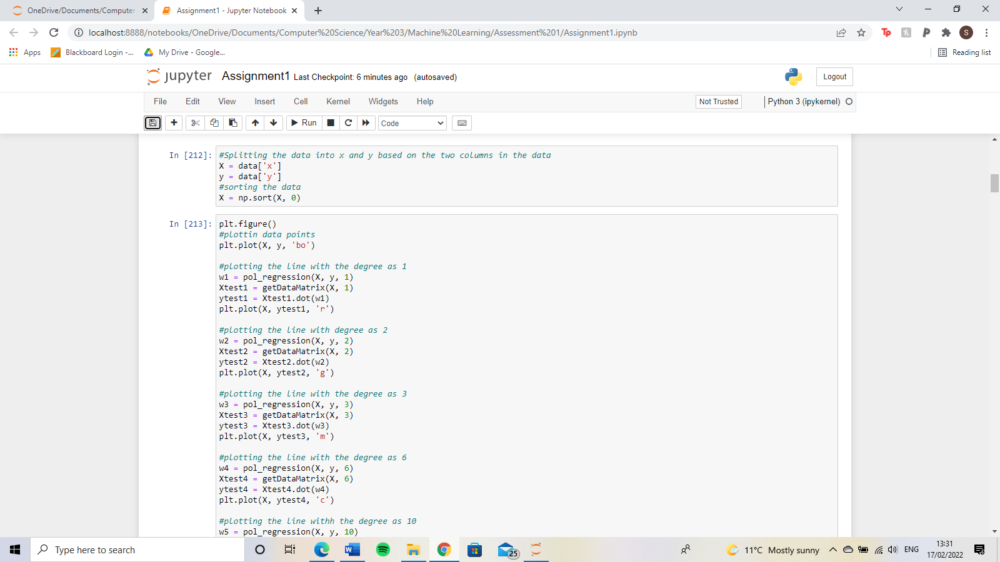 OneDrive/Documents/Computer
Assignment1 - Jupyter Notebook
localhost:8888/notebooks/OneDrive/Documents/Computer%20Science/Year%203/Machine%20Learning/Assessment%201/Assignment1.ipynb
Tp
S
Apps
Blackboard Login -...
My Drive - Google...
Reading list
jupyter
Assignment1 Last Checkpoint: 6 minutes ago (autosaved)
Logout
File Edit View Insert Cell Kernel Widgets Help
Not Trusted
Python 3 (ipykernel)
Run
Code
In [212]:
#Splitting the data into x and y based on the two columns in the data
X = data['x']
y = data['y']
#sorting the data
X = np.sort(X, 0)
In [213]:
plt.figure()
#plottin data points
plt.plot(X, y, 'bo')
#plotting the line with the degree as 1
w1 = pol_regression(X, y, 1)
Xtest1 = getDataMatrix(X, 1)
ytest1 = Xtest1.dot(w1)
plt.plot(X, ytest1, 'r')
#plotting the line with degree as 2
w2 = pol_regression(X, y, 2)
Xtest2 = getDataMatrix(X, 2)
ytest2 = Xtest2.dot(w2)
plt.plot(X, ytest2, 'g')
#plotting the line with the degree as 3
w3 = pol_regression(X, y, 3)
Xtest3 = getDataMatrix(X, 3)
ytest3 = Xtest3.dot(w3)
plt.plot(X, ytest3, 'm')
#plotting the line with the degree as 6
w4 = pol_regression(X, y, 6)
Xtest4 = getDataMatrix(X, 6)
ytest4 = Xtest4.dot(w4)
plt.plot(X, ytest4, 'c')
#plotting the line withh the degree as 10
w5 = pol_regression(X, y, 10)
Type here to search
W
25
11°C Mostly sunny
ENG
13:31
17/02/2022